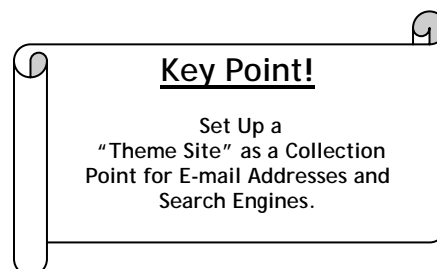 Key Point!
Set Up a
“Theme Site” as a Collection
Point for E-mail Addresses and
Search Engines.